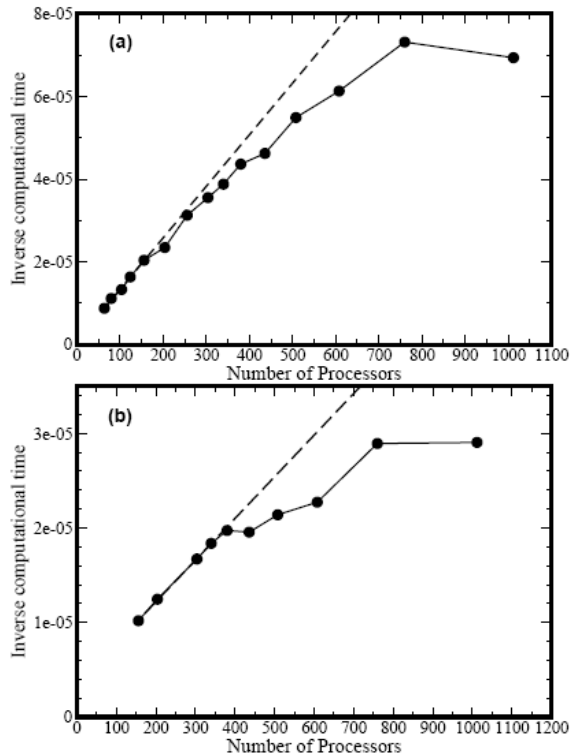 8e-05
(a)
6e-05
4e-05
2e-05
0
Inverse computational time
0 100 200 300 400 500 600 700 800 900 1000 1100
Number of Processors
(b)
3e-05
2e-05
1e-05
0
Inverse computational time
0 100 200 300 400 500 600 700 800 900 1000 1100 1200
Number of Processors